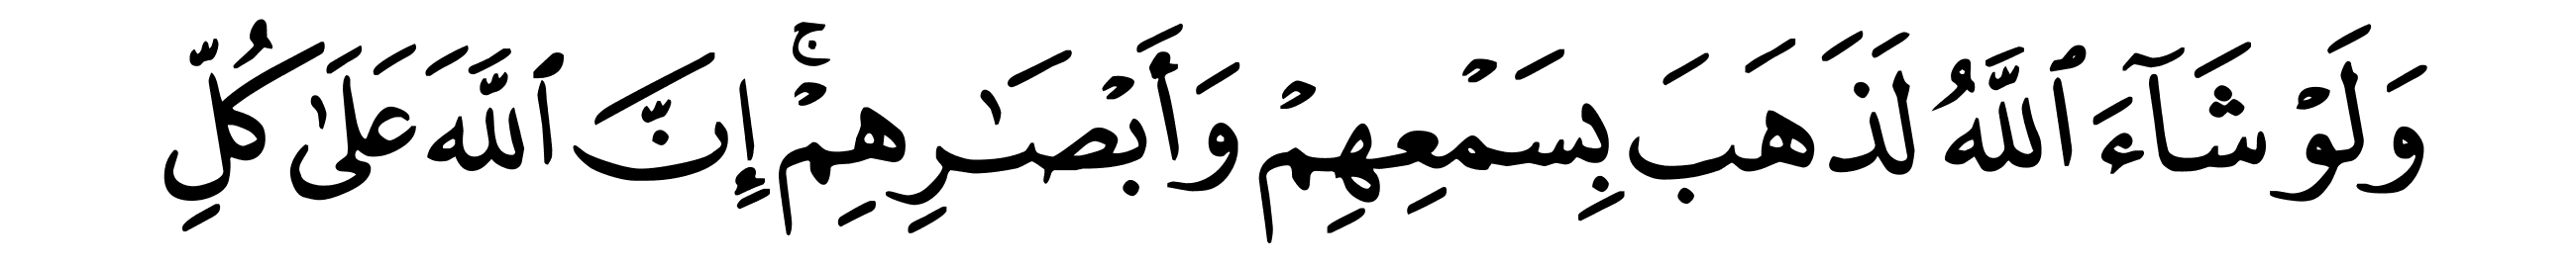 وَلَوْ شَآءَ ٱللَّهُ لَذَهَبَ بِسَمْعِهِمْ وَأَبْصَـٰرِهِمْ ۚ إِنَّ ٱللَّهَ عَلَىٰ كُلِّ